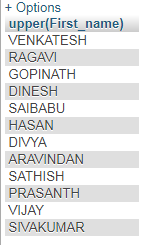 + Options
upper(First_name)
VENKATESH
RAGAVI
GOPINATH
DINESH
SAIBABU
HASAN
DIVYA
ARAVINDAN
SATHISH
PRASANTH
VIJAY
SIVAKUMAR